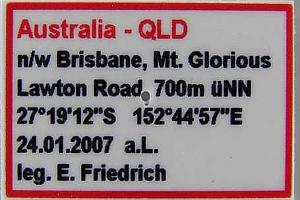 Australia - QLD
n/w Brisbane, Mt. Glorious
Lawton Road, 700m üNN
27°19'12"S 152°44'57"E
24.01.2007 a.L.
leg. E. Friedrich